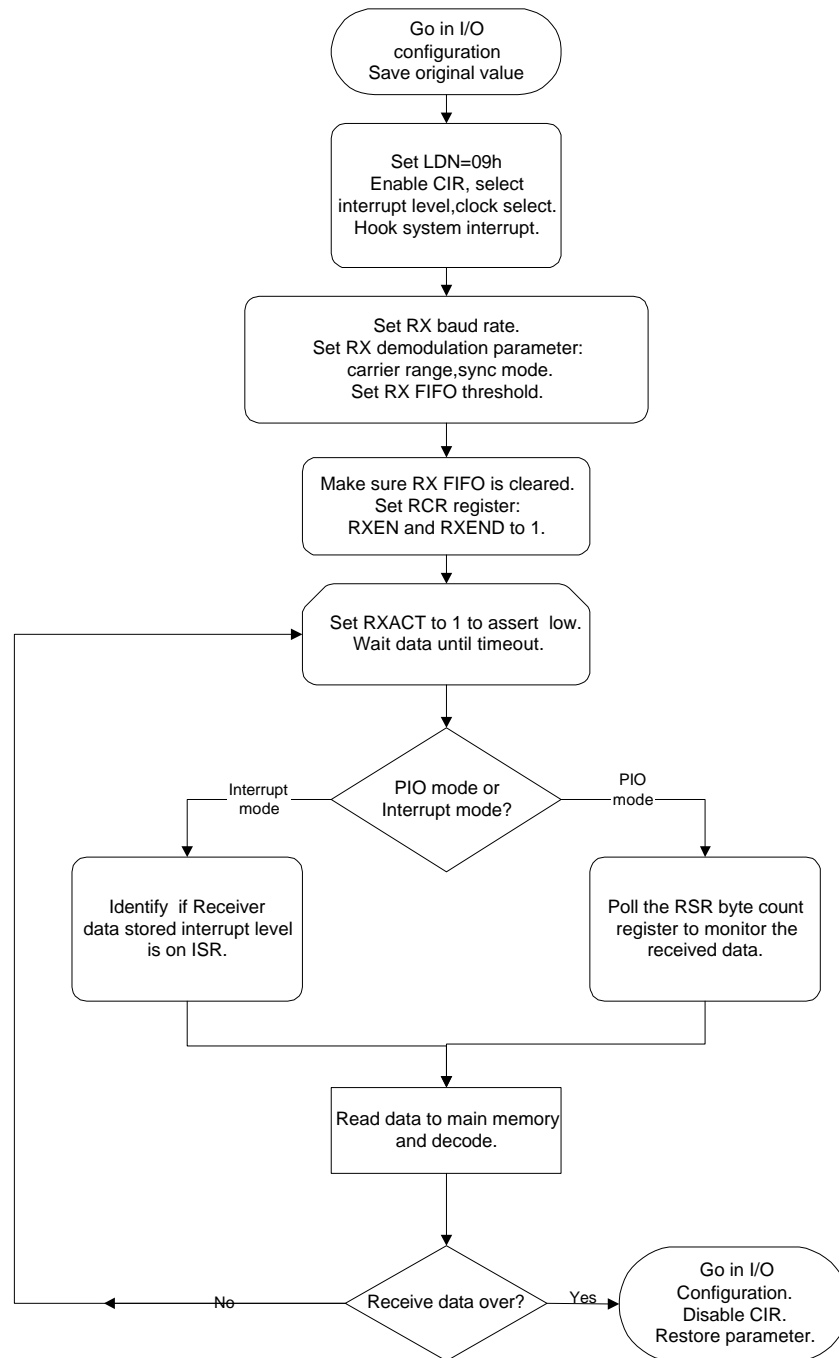 Go in I/O
configuration
Save original value
Set LDN=09h
Enable CIR, select
interrupt level,clock select.
Hook system interrupt.
Set RX baud rate.
Set RX demodulation parameter:
carrier range,sync mode.
Set RX FIFO threshold.
Make sure RX FIFO is cleared.
Set RCR register:
RXEN and RXEND to 1.
Set RXACT to 1 to assert low.
Wait data until timeout.
PIO mode or
Interrupt mode?
Interrupt
mode
PIO
mode
Identify if Receiver
data stored interrupt level
is on ISR.
Poll the RSR byte count
register to monitor the
received data.
Read data to main memory
and decode.
Receive data over?
No
Yes
Go in I/O
Configuration.
Disable CIR.
Restore parameter.